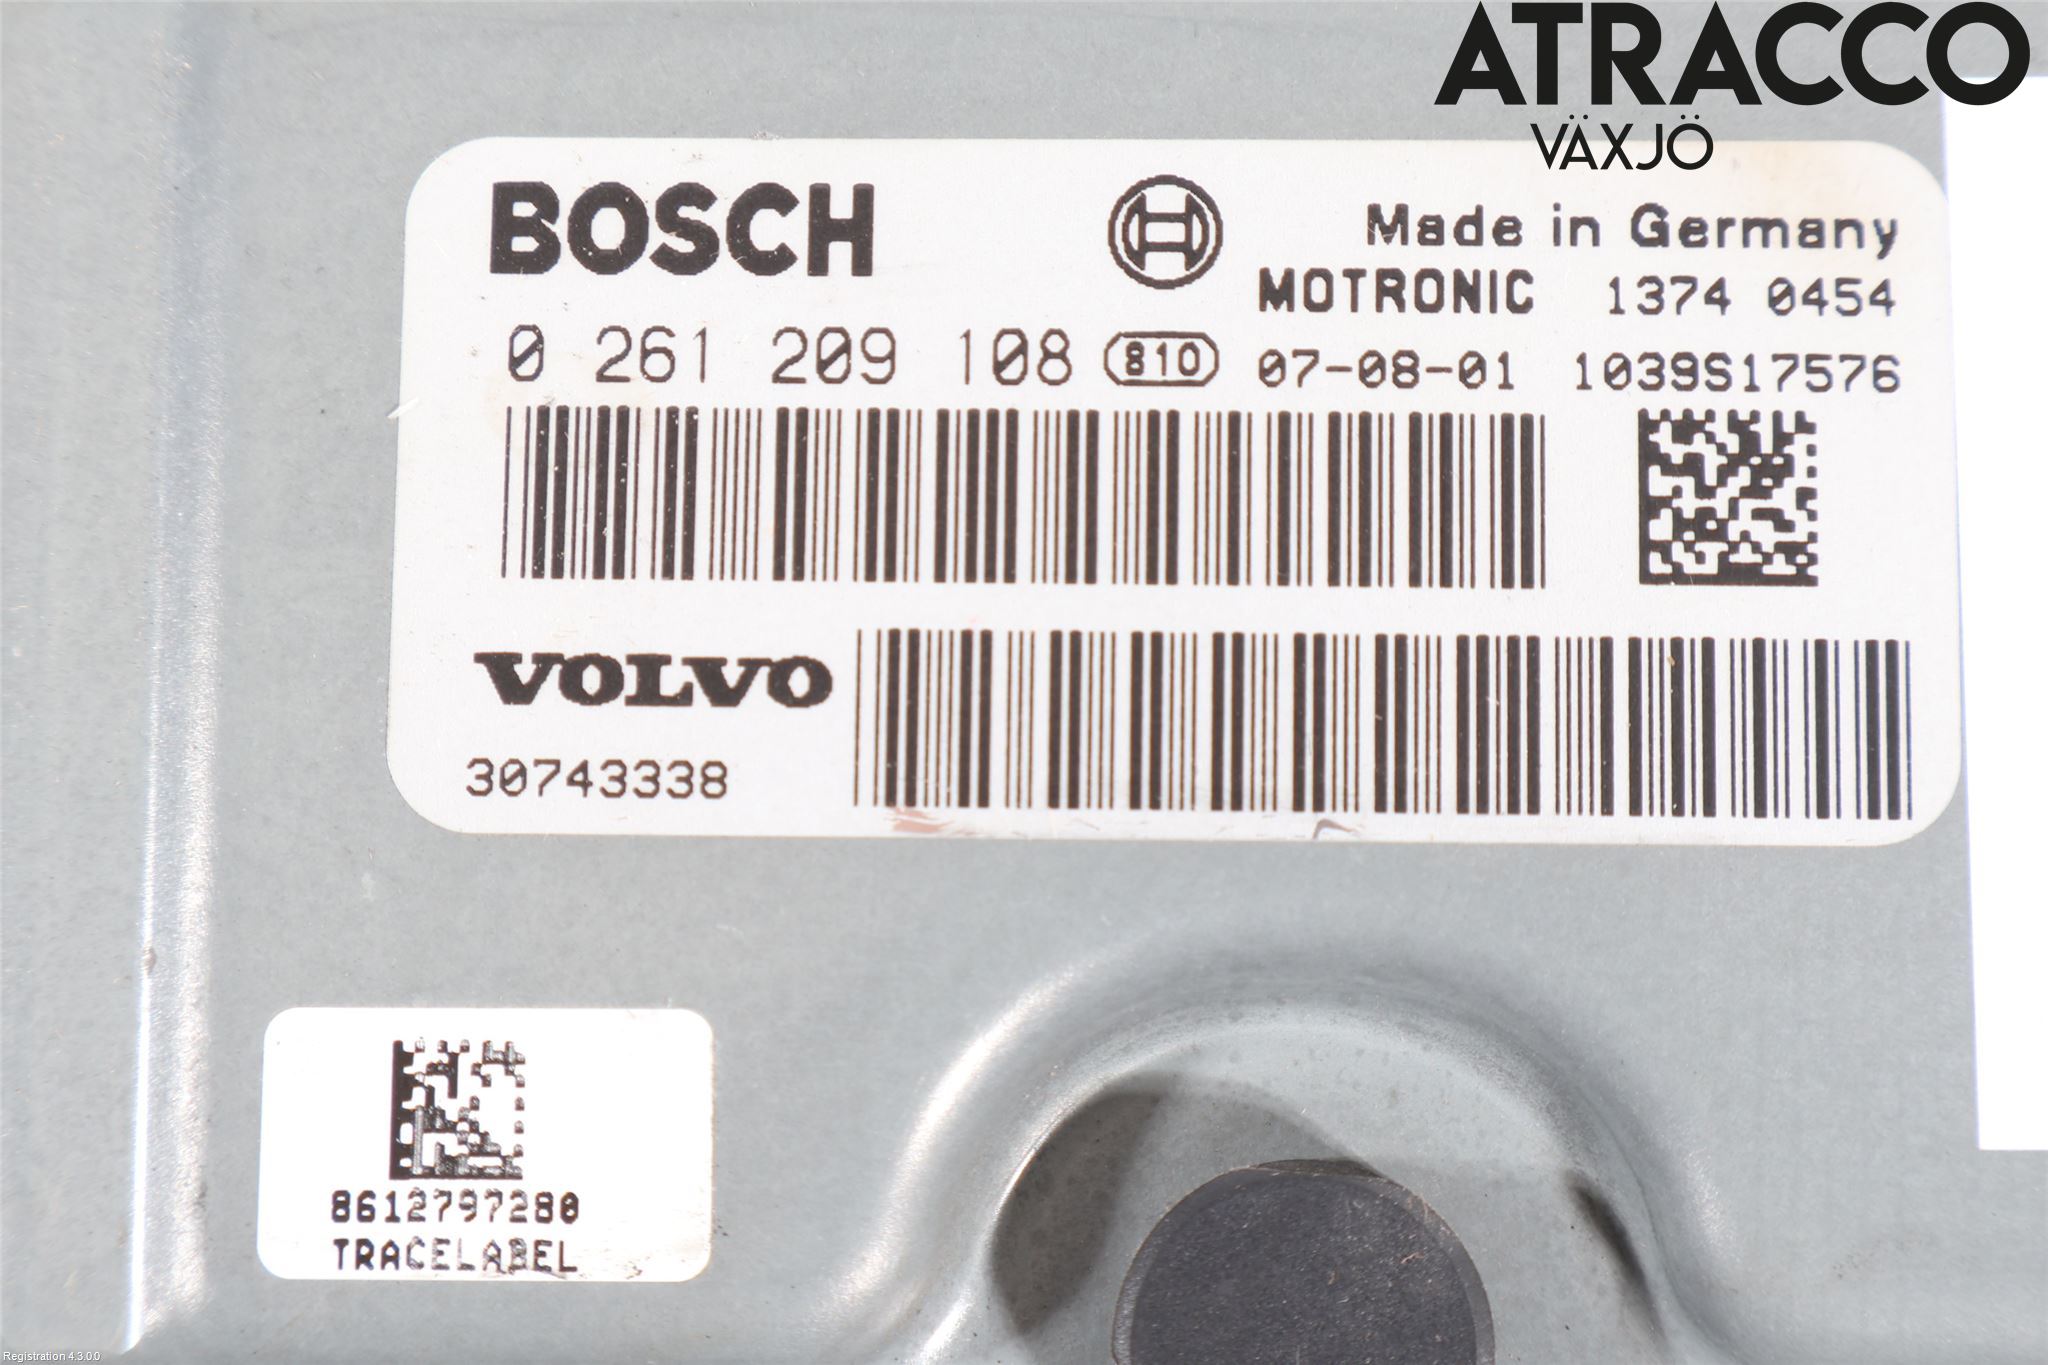 ATRACCO
VÄXJÖ
BOSCH Made in Germany
MOTRONIC 1374 0454
0 261 209 108 810 07-08-01 1039S17576
VOLVO
30743338
8612797280
TRACELABEL
Registration 4.3.0.0